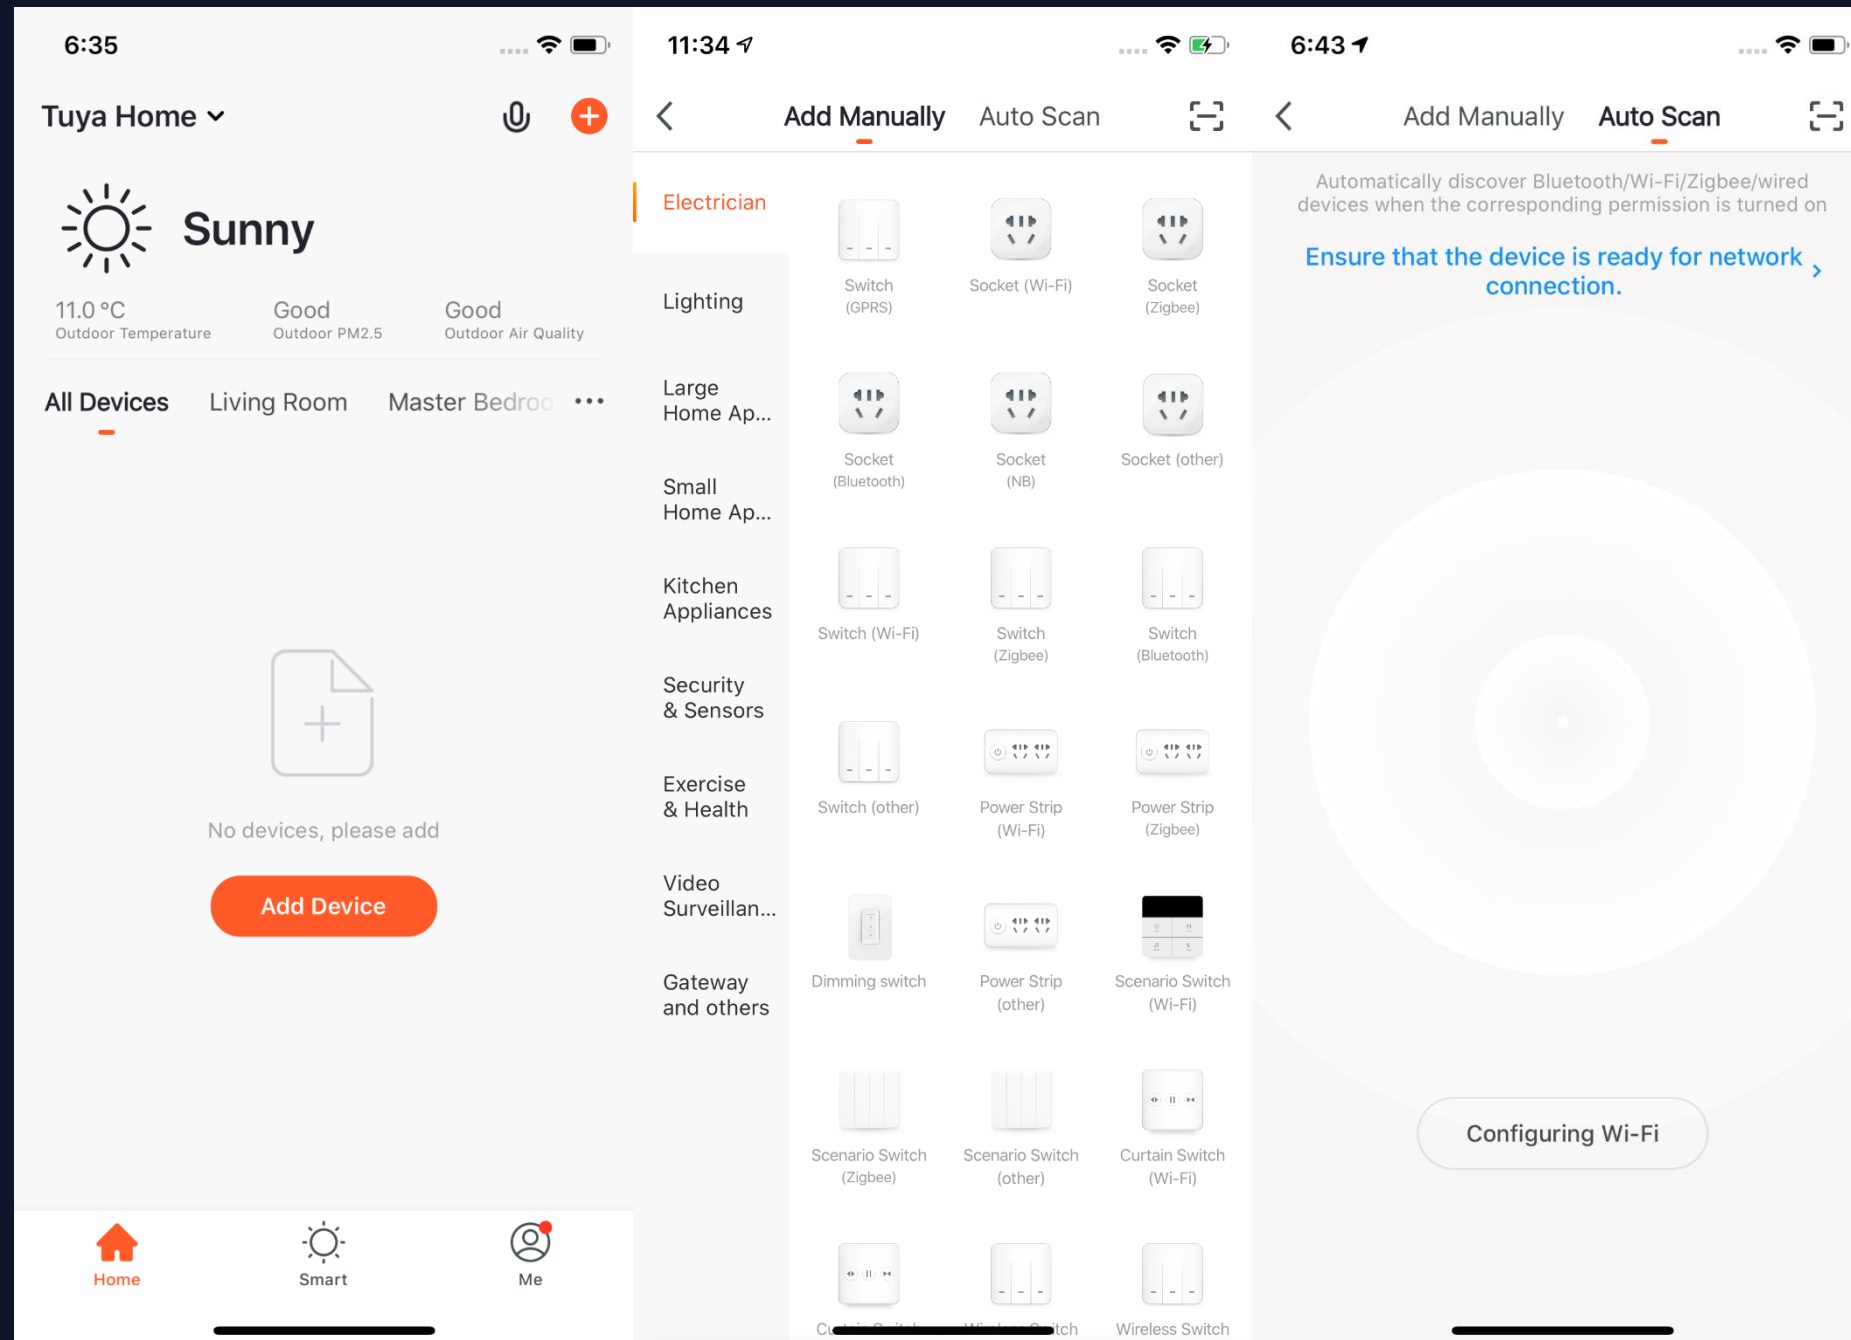 6:35
Tuya Home
Sunny
11.0 °C
Outdoor Temperature
Good
Outdoor PM2.5
Good
Outdoor Air Quality
All Devices
Living Room
Master Bedroo
No devices, please add
Add Device
Home
Smart
Me
11:34
Add Manually
Auto Scan
Electrician
Lighting
Large
Home Ap...
Small
Home Ap...
Kitchen
Appliances
Security
& Sensors
Exercise
& Health
Video
Surveillan...
Gateway
and others
Switch
(GPRS)
Socket (Wi-Fi)
Socket
(Zigbee)
Socket
(Bluetooth)
Socket
(NB)
Socket (other)
Switch (Wi-Fi)
Switch
(Zigbee)
Switch
(Bluetooth)
Switch (other)
Power Strip
(Wi-Fi)
Power Strip
(Zigbee)
Dimming switch
Power Strip
(other)
Scenario Switch
(Wi-Fi)
Scenario Switch
(Zigbee)
Scenario Switch
(other)
Curtain Switch
(Wi-Fi)
Wireless Switch
6:43
Add Manually
Auto Scan
Automatically discover Bluetooth/Wi-Fi/Zigbee/wired
devices when the corresponding permission is turned on
Ensure that the device is ready for network
connection.
Configuring Wi-Fi